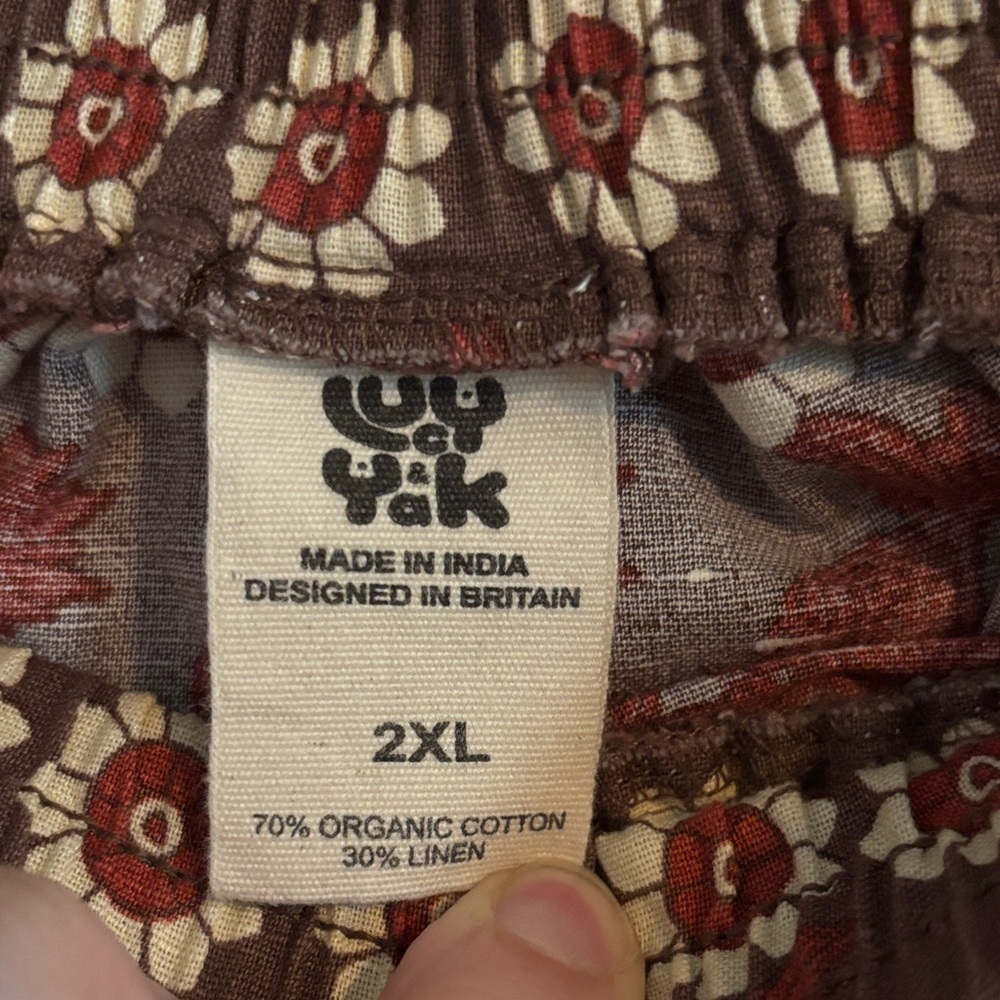 Lucy
&
Yak
MADE IN INDIA
DESIGNED IN BRITAIN
2XL
70% ORGANIC COTTON
30% LINEN